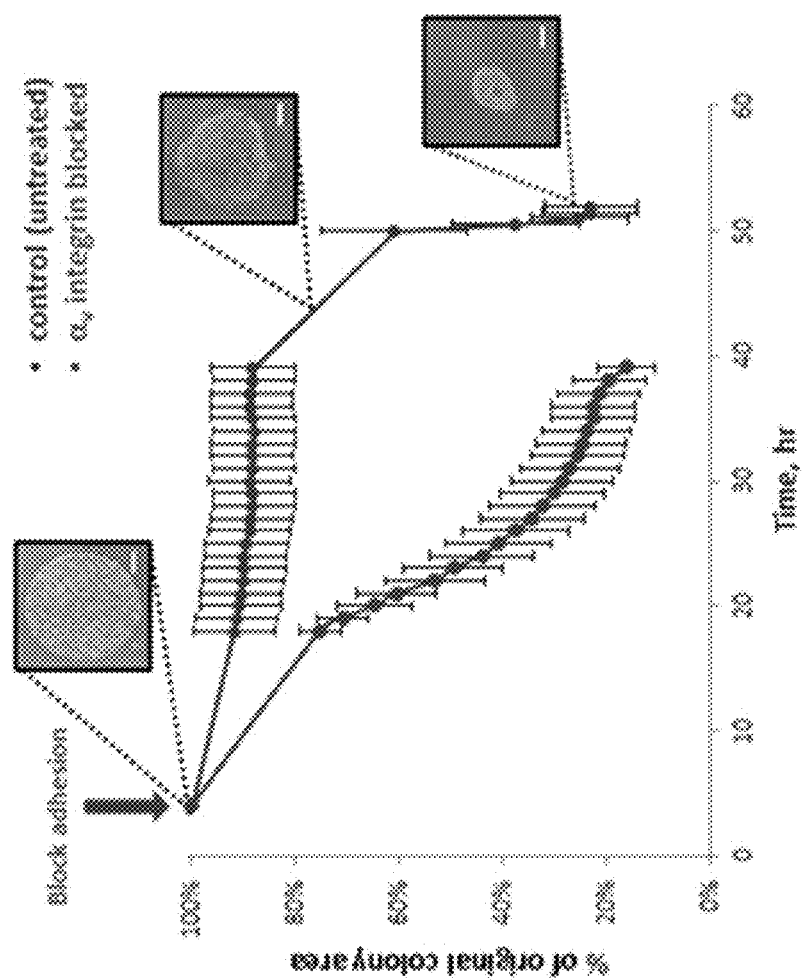 Block adhesion
• control (untreated)
• αv integrin blocked
% of original colony area
100%
80%
60%
40%
20%
0%
0 10 20 30 40 50 60
Time, hr